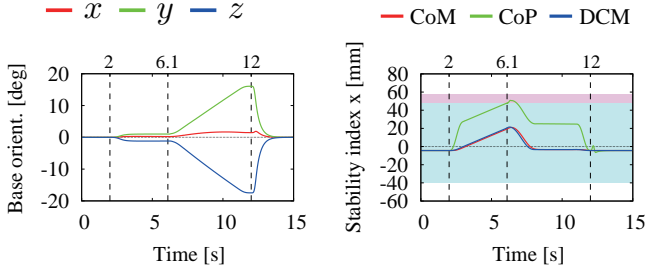 x y z
CoM CoP DCM
2 6.1 12
Base orient. [deg]
20
10
0
-10
-20
0 5 10 15
Time [s]
2 6.1 12
Stability index x [mm]
80
60
40
20
0
-20
-40
-60
0 5 10 15
Time [s]